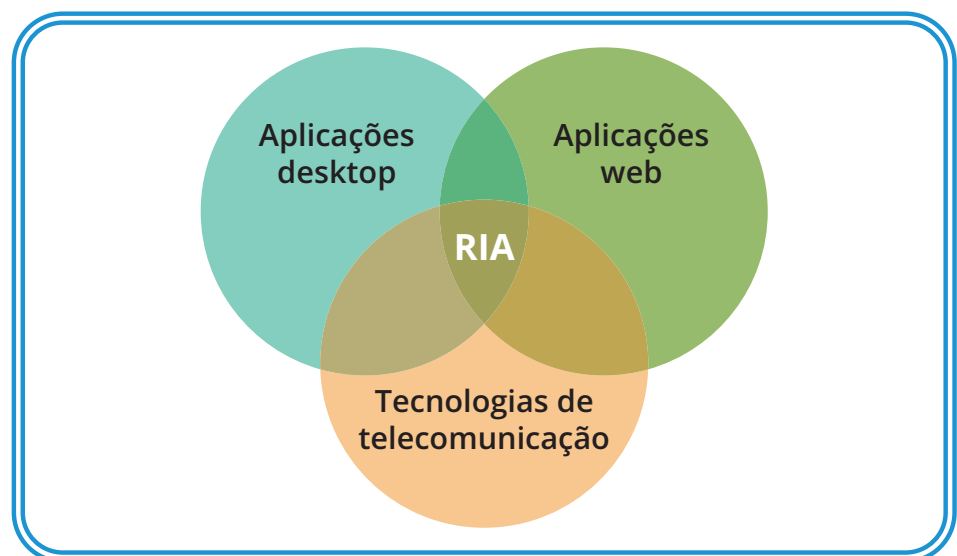 Aplicações
desktop
Aplicações
web
RIA
Tecnologias de
telecomunicação